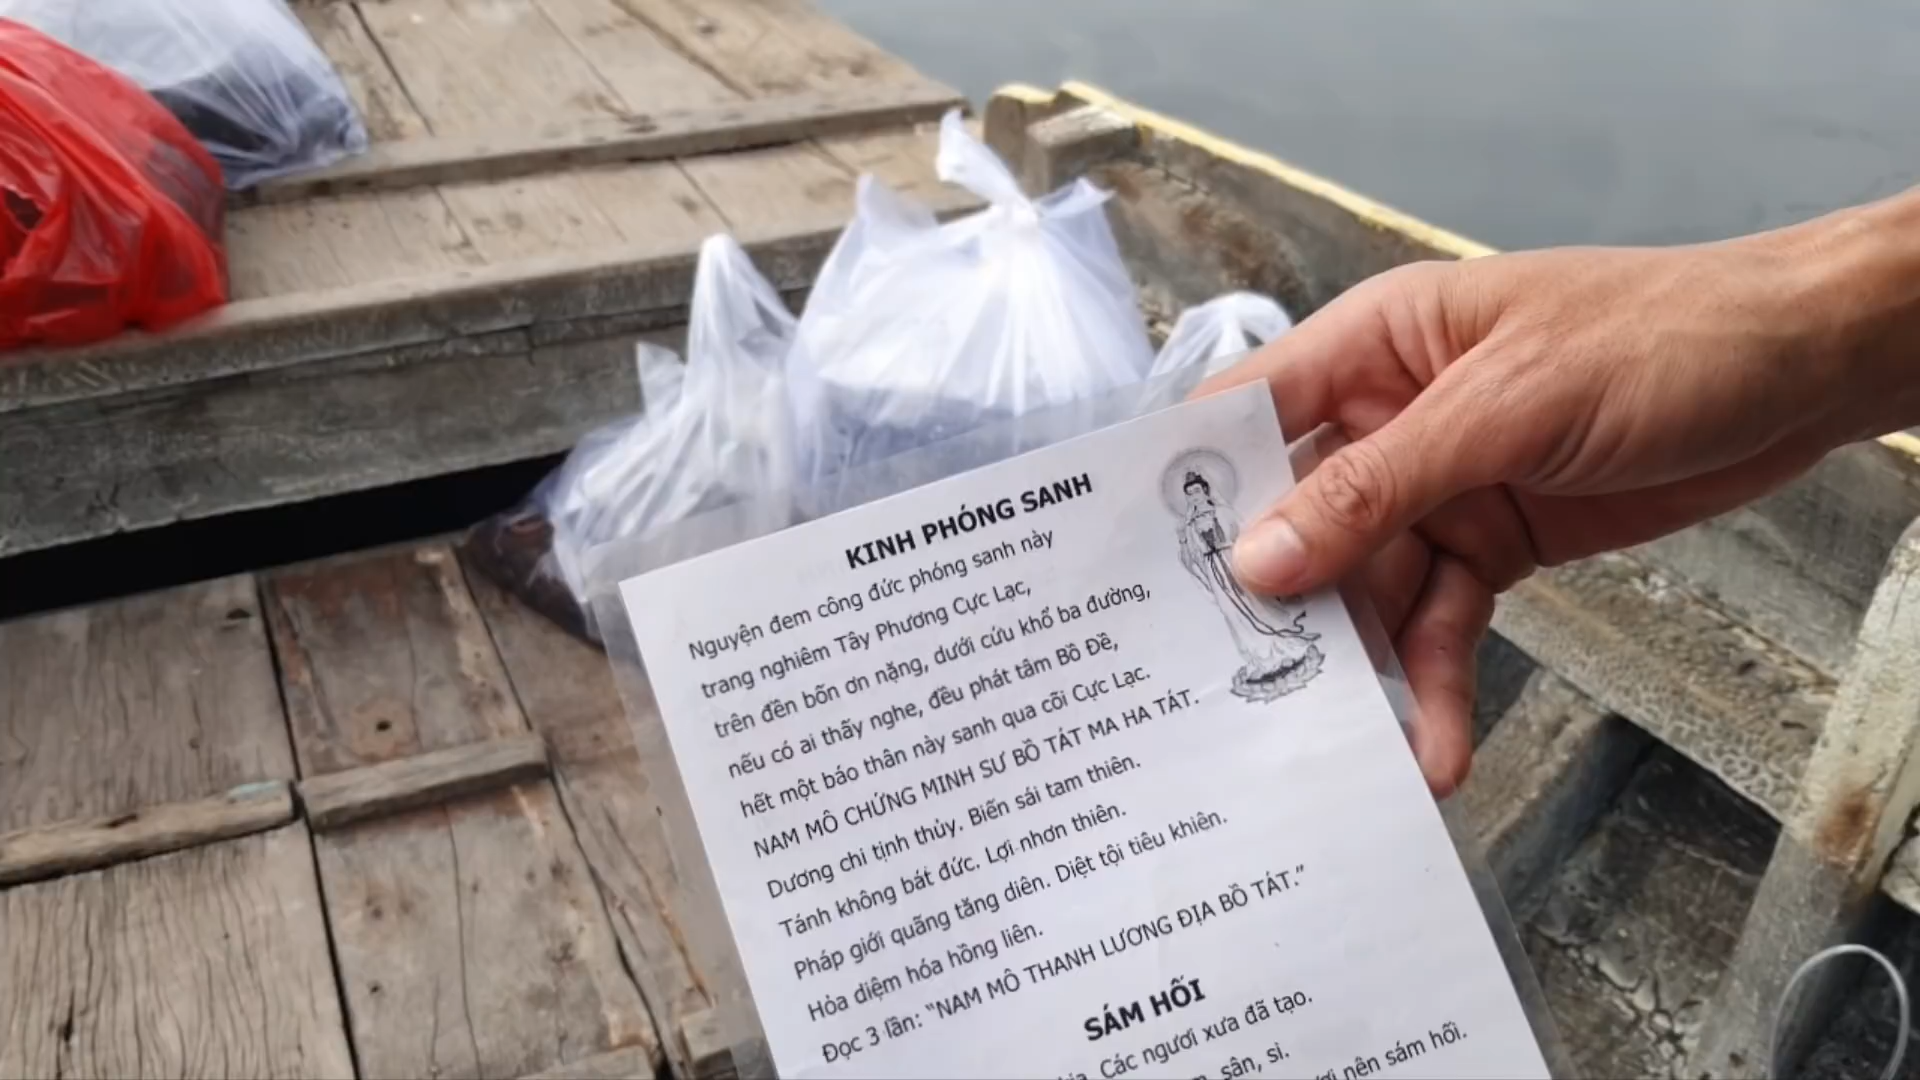 KINH PHÓNG SANH
Nguyện đem công đức phóng sanh này
trang nghiêm Tây Phương Cực Lạc,
trên đền bốn ơn nặng, dưới cứu khổ ba đường,
nếu có ai thấy nghe, đều phát tâm Bồ Đề,
hết một báo thân này sanh qua cõi Cực Lạc.
NAM MÔ CHỨNG MINH SƯ BỒ TÁT MA HA TÁT.
Dương chi tịnh thủy. Biến sái tam thiên.
Tánh không bát đức. Lợi nhơn thiên.
Pháp giới quãng tăng diên. Diệt tội tiêu khiên.
Hỏa diệm hóa hồng liên.
Đọc 3 lần: “NAM MÔ THANH LƯƠNG ĐỊA BỒ TÁT.”
SÁM HỐI
Các ngươi xưa đã tạo.
sân, si.
nên sám hối.